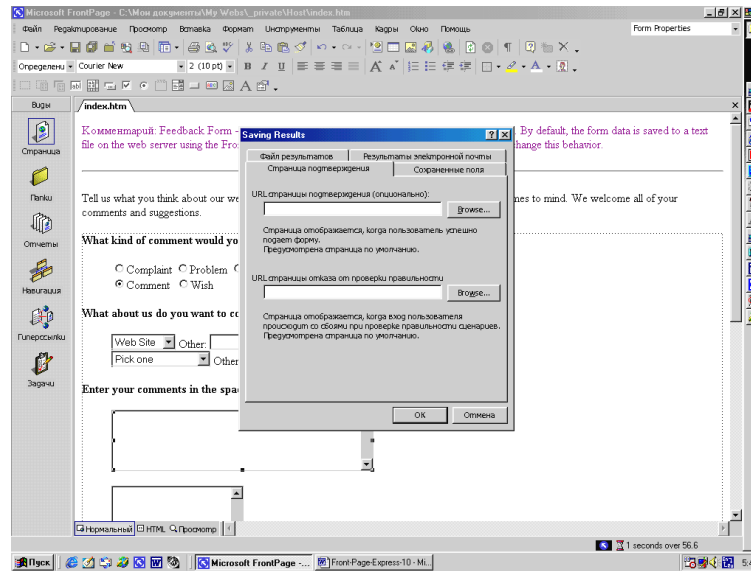 Microsoft FrontPage - C:\Мои документы\My Webs\_private\Host\index.htm
Файл Редактирование Просмотр Вставка Формат Инструменты Таблица Кадры Окно Помощь
Form Properties
Определены Courier New 2 (10 pt)
Виды
/index.htm
Страница
Папки
Отчеты
Навигация
Гиперссылки
Задачи
Комментарий: Feedback Form -
By default, the form data is saved to a text
file on the web server using the Fro
hange this behavior.
Tell us what you think about our we
nes to mind. We welcome all of your
comments and suggestions.
What kind of comment would yo
Complaint Problem
Comment Wish
What about us do you want to co
Web Site Other:
Pick one Other
Enter your comments in the spa
Saving Results
Файл результатов Результаты электронной почты
Страница подтверждения Сохраненные поля
URL страницы подтверждения (опционально):
Browse...
Страница отображается, когда пользователь успешно
подает форму.
Предусмотрена страница по умолчанию.
URL страницы отказа от проверки правильности
Browse...
Страница отображается, когда вход пользователя
происходит со сбоями при проверке правильности сценариев.
Предусмотрена страница по умолчанию.
OK Отмена
Нормальный HTML Просмотр
1 seconds over 56.6
Пуск Microsoft FrontPage -... Front-Page-Express-10 - Mi...